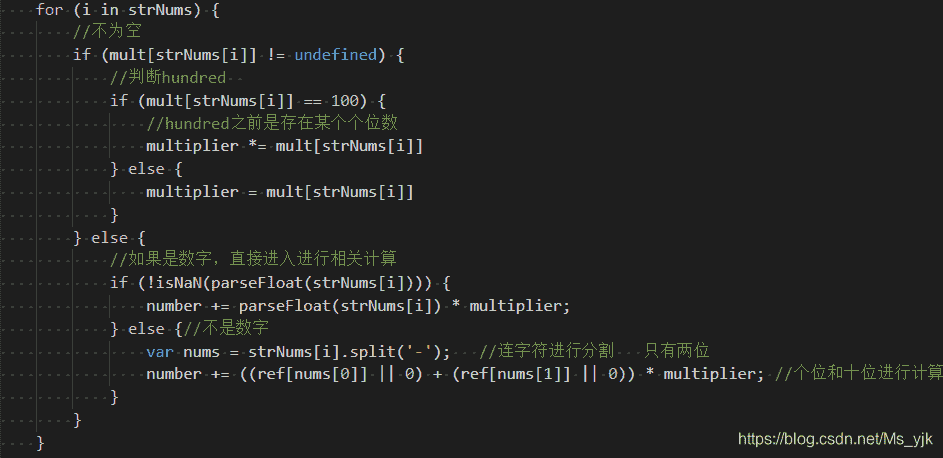 for (i in strNums) {
//不为空
if (mult[strNums[i]] != undefined) {
//判断hundred
if (mult[strNums[i]] == 100) {
//hundred之前是存在某个个位数
multiplier *= mult[strNums[i]]
} else {
multiplier = mult[strNums[i]]
}
} else {
//如果是数字，直接进入进行相关计算
if (!isNaN(parseFloat(strNums[i]))) {
number += parseFloat(strNums[i]) * multiplier;
} else {//不是数字
var nums = strNums[i].split('-'); //连字符进行分割 只有两位
number += ((ref[nums[0]] || 0) + (ref[nums[1]] || 0)) * multiplier; //个位和十位进行计算
}
}
}
https://blog.csdn.net/Ms_yjk